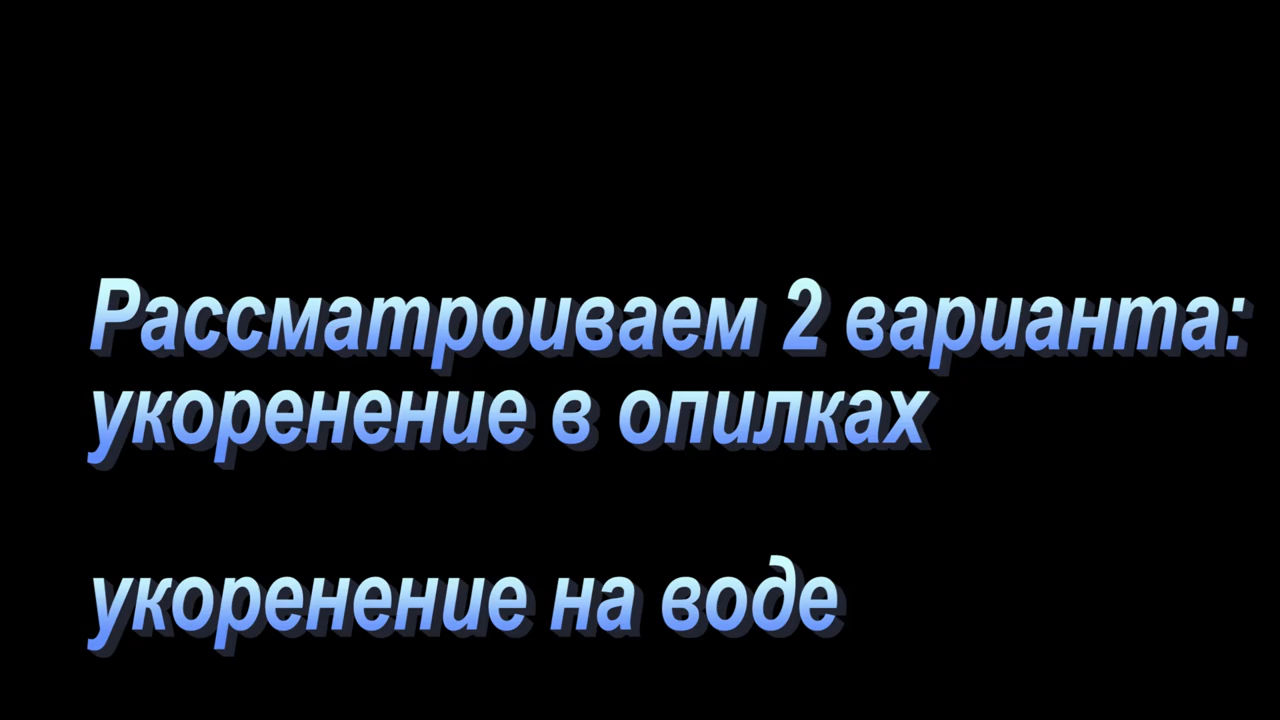 Рассматроиваем 2 варианта:
укоренение в опилках
укоренение на воде